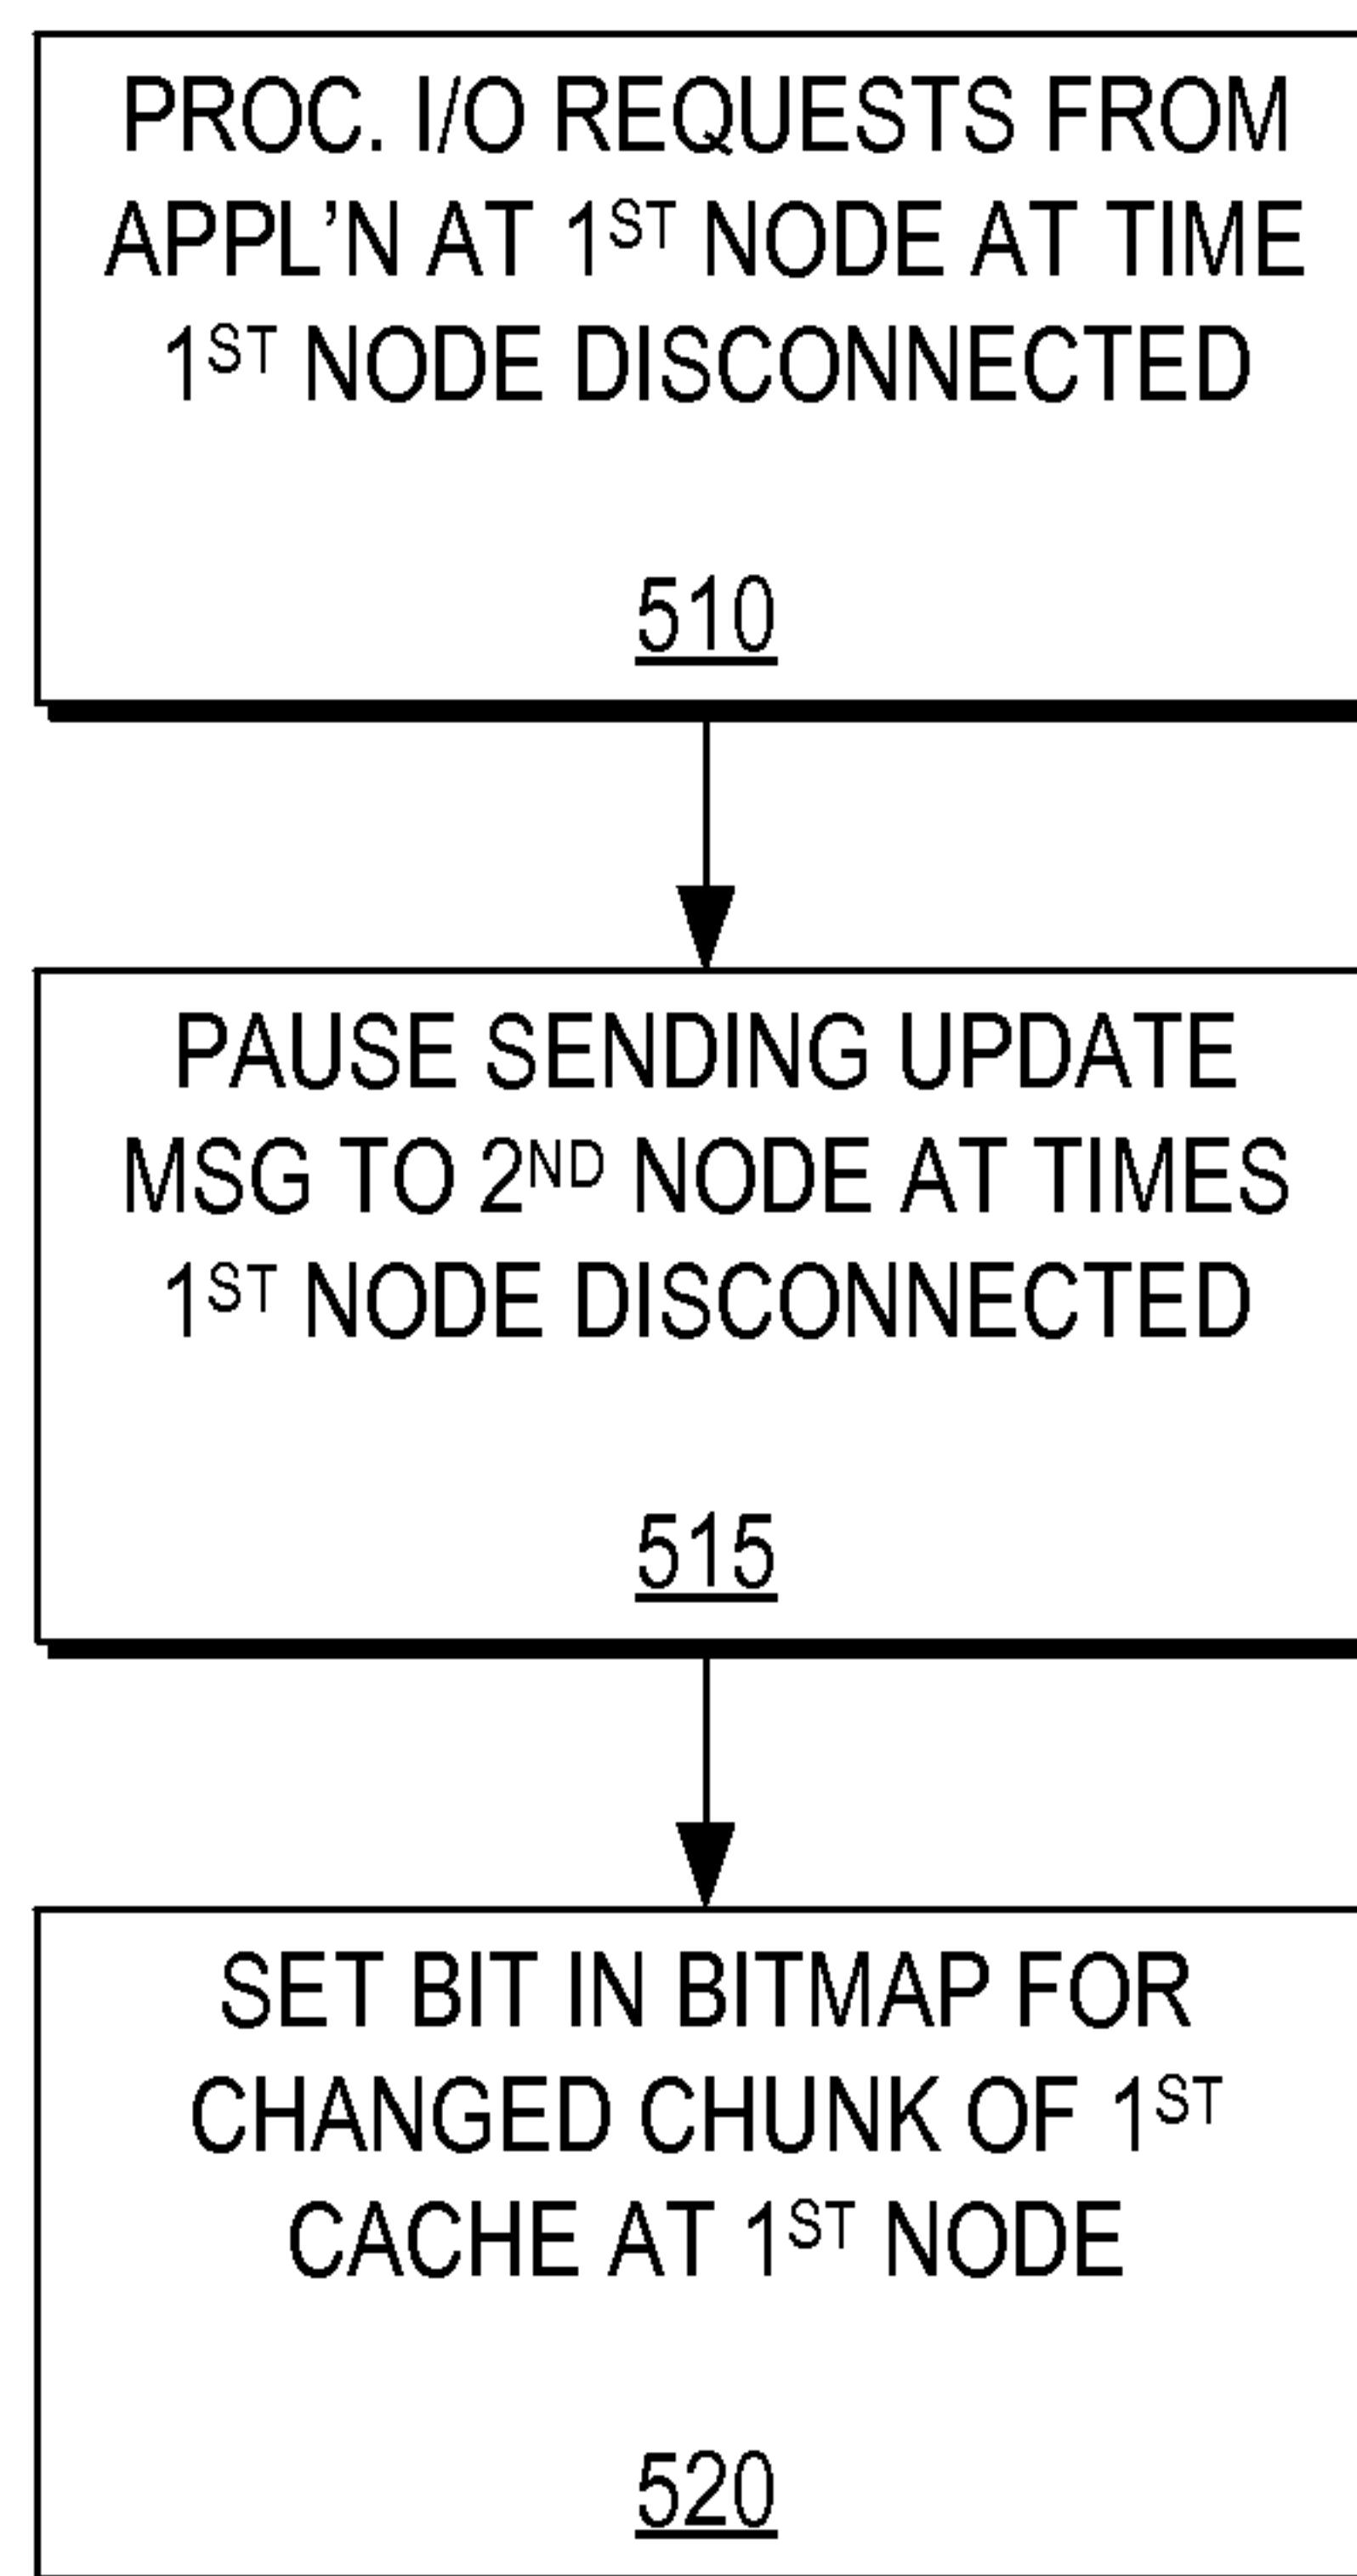 PROC. I/O REQUESTS FROM
APPL'N AT 1ST NODE AT TIME
1ST NODE DISCONNECTED
510
PAUSE SENDING UPDATE
MSG TO 2ND NODE AT TIMES
1ST NODE DISCONNECTED
515
SET BIT IN BITMAP FOR
CHANGED CHUNK OF 1ST
CACHE AT 1ST NODE
520